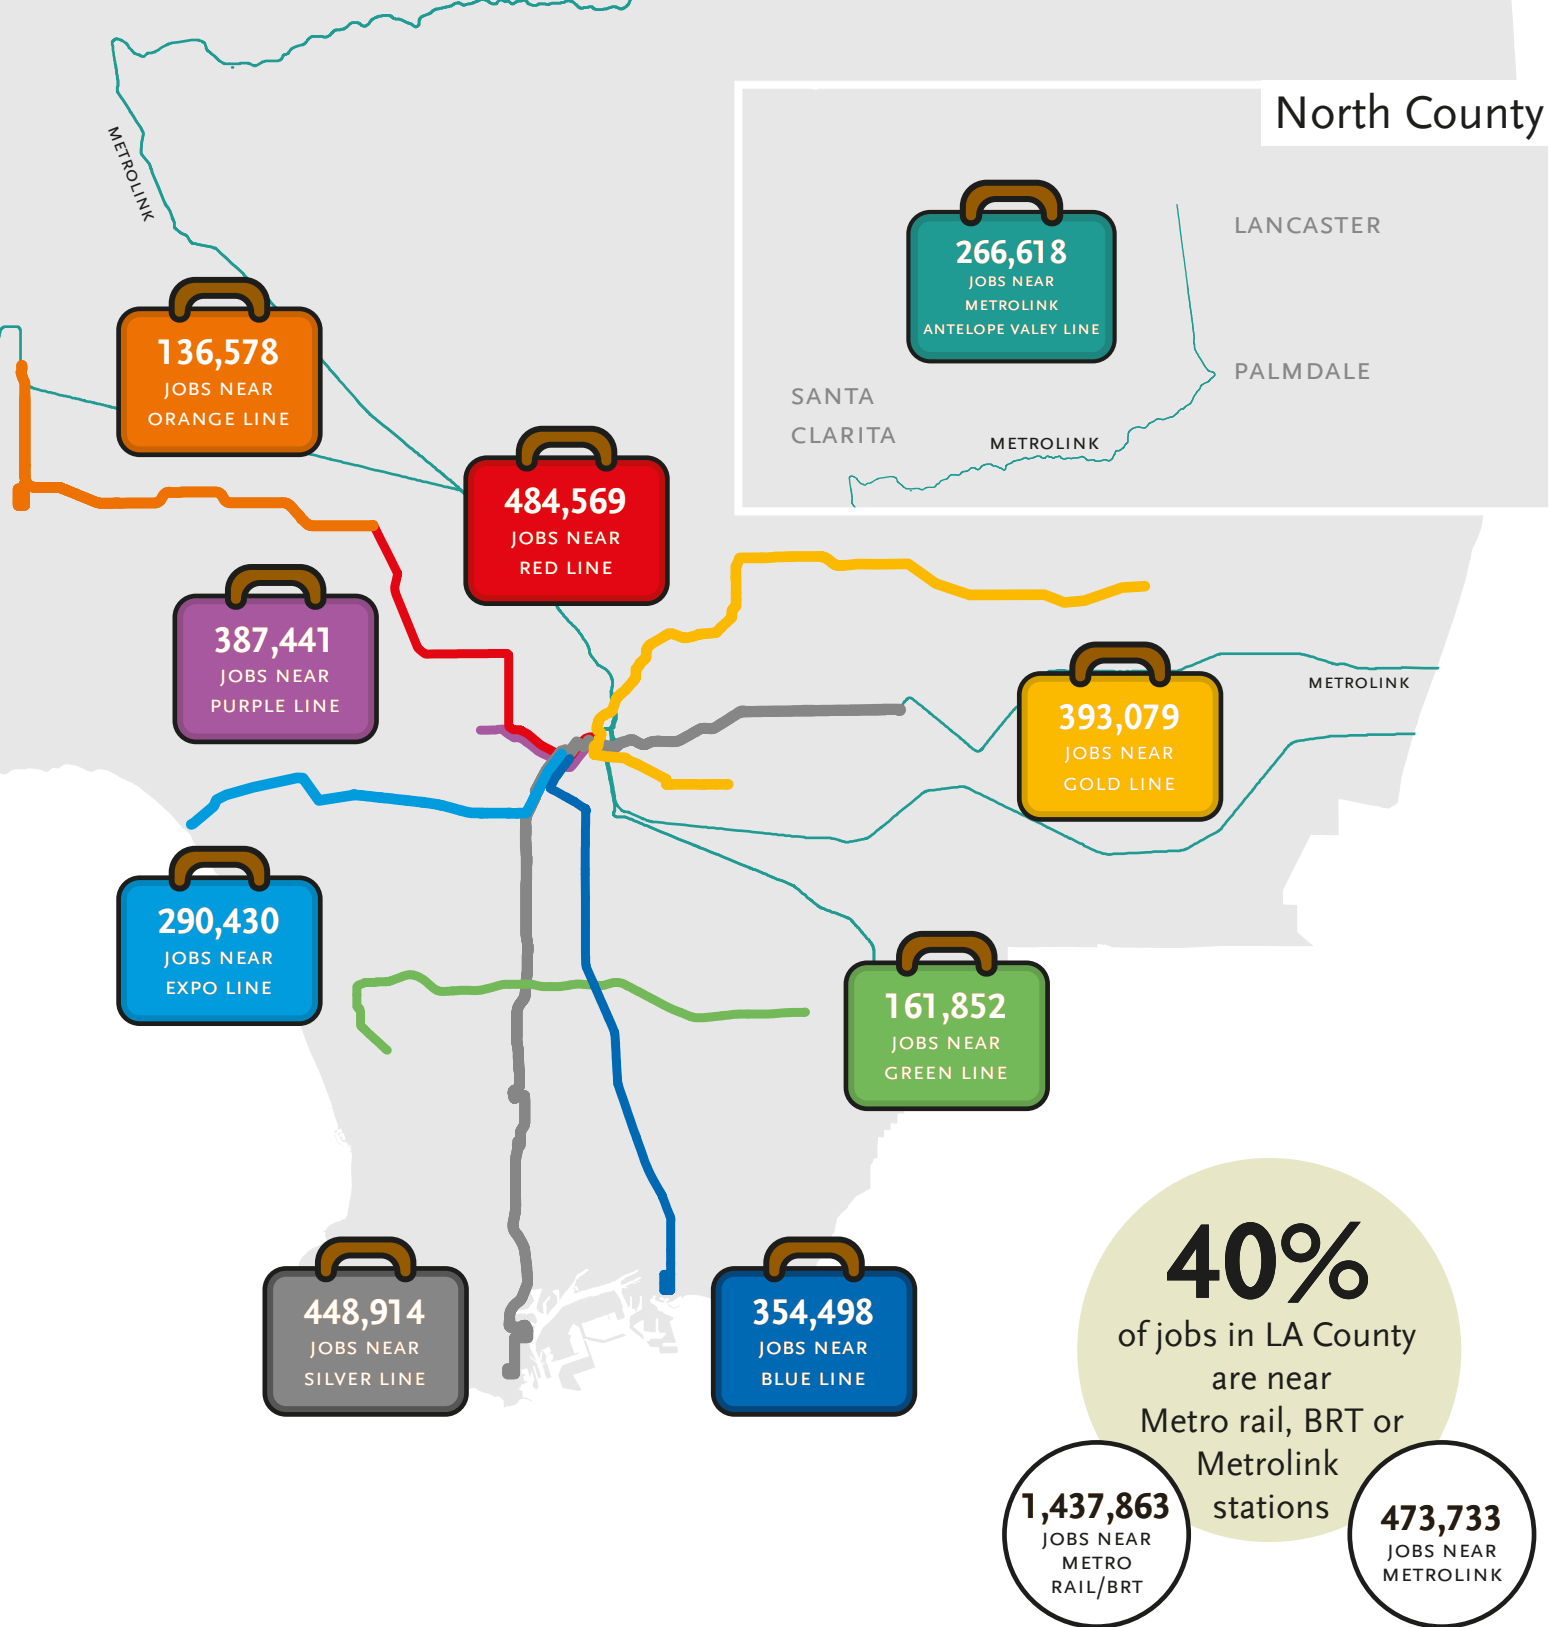 North County
METROLINK
266,618
JOBS NEAR
METROLINK
ANTELOPE VALEY LINE
LANCASTER
PALMDALE
SANTA
CLARITA
METROLINK
136,578
JOBS NEAR
ORANGE LINE
484,569
JOBS NEAR
RED LINE
387,441
JOBS NEAR
PURPLE LINE
METROLINK
393,079
JOBS NEAR
GOLD LINE
290,430
JOBS NEAR
EXPO LINE
161,852
JOBS NEAR
GREEN LINE
448,914
JOBS NEAR
SILVER LINE
354,498
JOBS NEAR
BLUE LINE
40%
of jobs in LA County
are near
Metro rail, BRT or
Metrolink
stations
1,437,863
JOBS NEAR
METRO
RAIL/BRT
473,733
JOBS NEAR
METROLINK